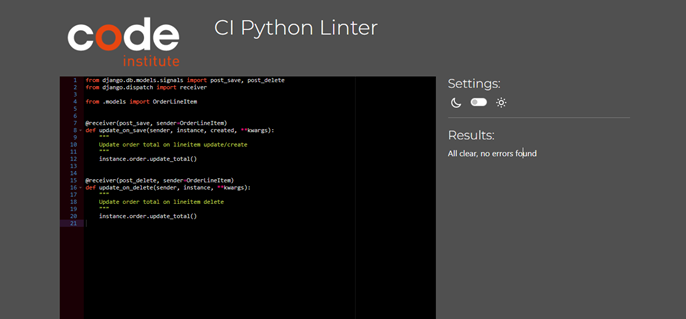 code
institute
CI Python Linter
1 from django.db.models.signals import post_save, post_delete
2 from django.dispatch import receiver
3
4 from .models import OrderLineItem
5
6
7 @receiver(post_save, sender=OrderLineItem)
8 def update_on_save(sender, instance, created, **kwargs):
9 """
10 Update order total on lineitem update/create
11 """
12 instance.order.update_total()
13
14
15 @receiver(post_delete, sender=OrderLineItem)
16 def update_on_delete(sender, instance, **kwargs):
17 """
18 Update order total on lineitem delete
19 """
20 instance.order.update_total()
21
Settings:
Results:
All clear, no errors found